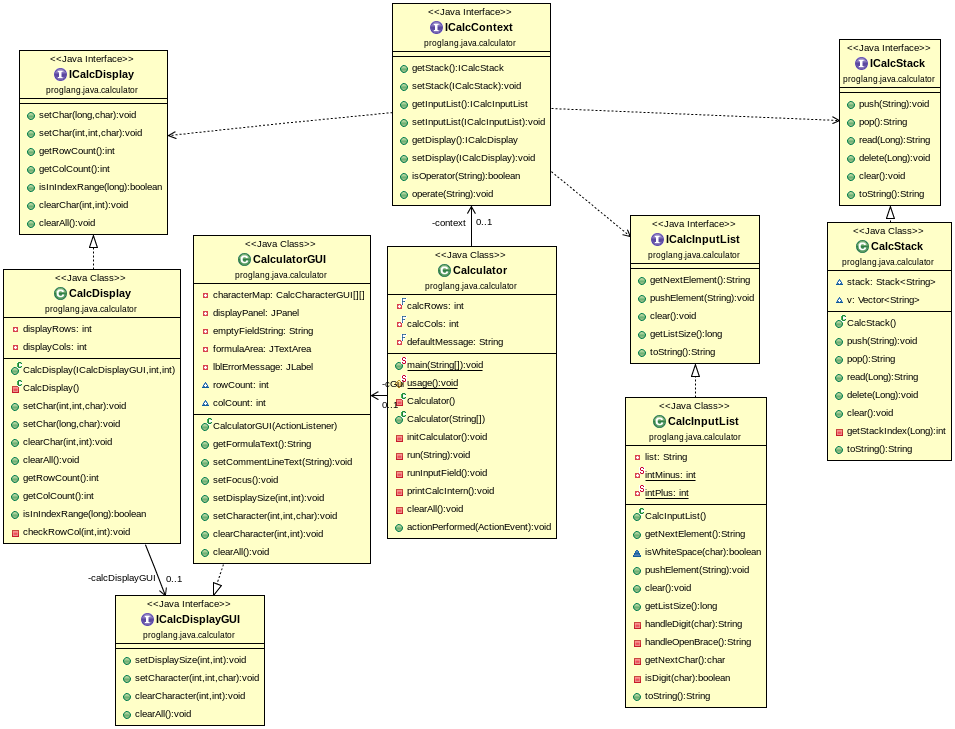 <<Java Interface>>
ICalcContext
proglang.java.calculator
getStack():ICalcStack
setStack(ICalcStack):void
getInputList():ICalcInputList
setInputList(ICalcInputList):void
getDisplay():ICalcDisplay
setDisplay(ICalcDisplay):void
isOperator(String):boolean
operate(String):void
<<Java Interface>>
ICalcDisplay
proglang.java.calculator
setChar(long,char):void
setChar(int,int,char):void
getRowCount():int
getColCount():int
isInIndexRange(long):boolean
clearChar(int,int):void
clearAll():void
<<Java Interface>>
ICalcStack
proglang.java.calculator
push(String):void
pop():String
read(Long):String
delete(Long):void
clear():void
toString():String
-context
0..1
<<Java Interface>>
ICalcInputList
proglang.java.calculator
getNextElement():String
pushElement(String):void
clear():void
getListSize():long
toString():String
<<Java Class>>
CalcStack
proglang.java.calculator
stack: Stack<String>
v: Vector<String>
CalcStack()
push(String):void
pop():String
read(Long):String
delete(Long):void
clear():void
getStackIndex(Long):int
toString():String
<<Java Class>>
CalculatorGUI
proglang.java.calculator
characterMap: CalcCharacterGUI[][]
displayPanel: JPanel
emptyFieldString: String
formulaArea: JTextArea
lblErrorMessage: JLabel
rowCount: int
colCount: int
CalculatorGUI(ActionListener)
getFormulaText():String
setCommentLineText(String):void
setFocus():void
setDisplaySize(int,int):void
setCharacter(int,int,char):void
clearCharacter(int,int):void
clearAll():void
<<Java Class>>
Calculator
proglang.java.calculator
calcRows: int
calcCols: int
defaultMessage: String
main(String[]):void
usage():void
Calculator()
Calculator(String[])
initCalculator():void
run(String):void
runInputField():void
printCalcIntern():void
clearAll():void
actionPerformed(ActionEvent):void
-cGui
0..1
<<Java Class>>
CalcDisplay
proglang.java.calculator
displayRows: int
displayCols: int
CalcDisplay(ICalcDisplayGUI,int,int)
CalcDisplay()
setChar(int,int,char):void
setChar(long,char):void
clearChar(int,int):void
clearAll():void
getRowCount():int
getColCount():int
isInIndexRange(long):boolean
checkRowCol(int,int):void
<<Java Class>>
CalcInputList
proglang.java.calculator
list: String
intMinus: int
intPlus: int
CalcInputList()
getNextElement():String
isWhiteSpace(char):boolean
pushElement(String):void
clear():void
getListSize():long
handleDigit(char):String
handleOpenBrace():String
getNextChar():char
isDigit(char):boolean
toString():String
-calcDisplayGUI
0..1
<<Java Interface>>
ICalcDisplayGUI
proglang.java.calculator
setDisplaySize(int,int):void
setCharacter(int,int,char):void
clearCharacter(int,int):void
clearAll():void